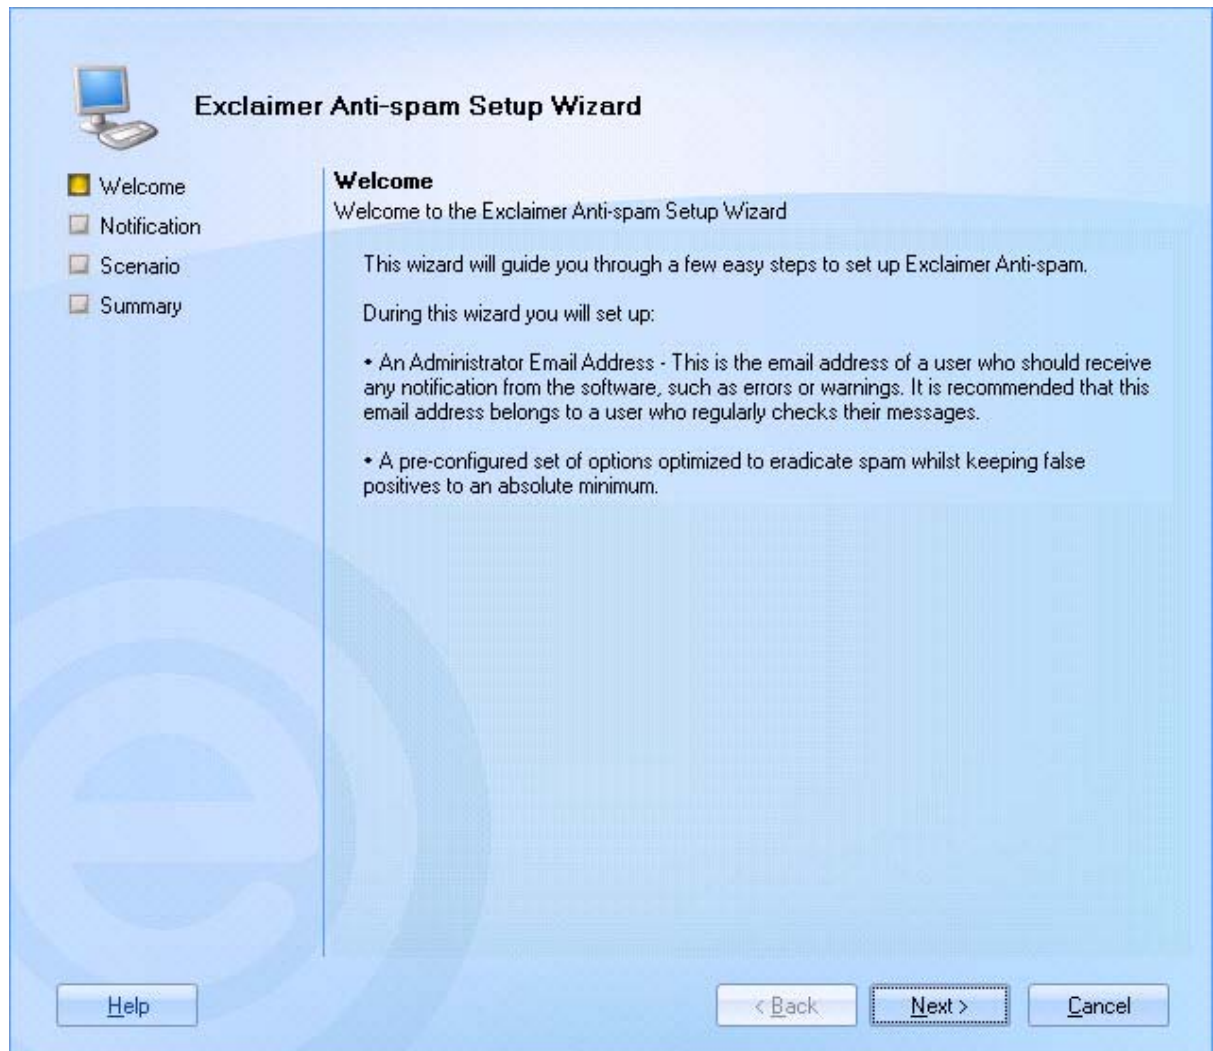 Exclaimer Anti-spam Setup Wizard
Welcome
Notification
Scenario
Summary
Welcome
Welcome to the Exclaimer Anti-spam Setup Wizard
This wizard will guide you through a few easy steps to set up Exclaimer Anti-spam.
During this wizard you will set up:
• An Administrator Email Address - This is the email address of a user who should receive
any notification from the software, such as errors or warnings. It is recommended that this
email address belongs to a user who regularly checks their messages.
• A pre-configured set of options optimized to eradicate spam whilst keeping false
positives to an absolute minimum.
Help
< Back
Next >
Cancel